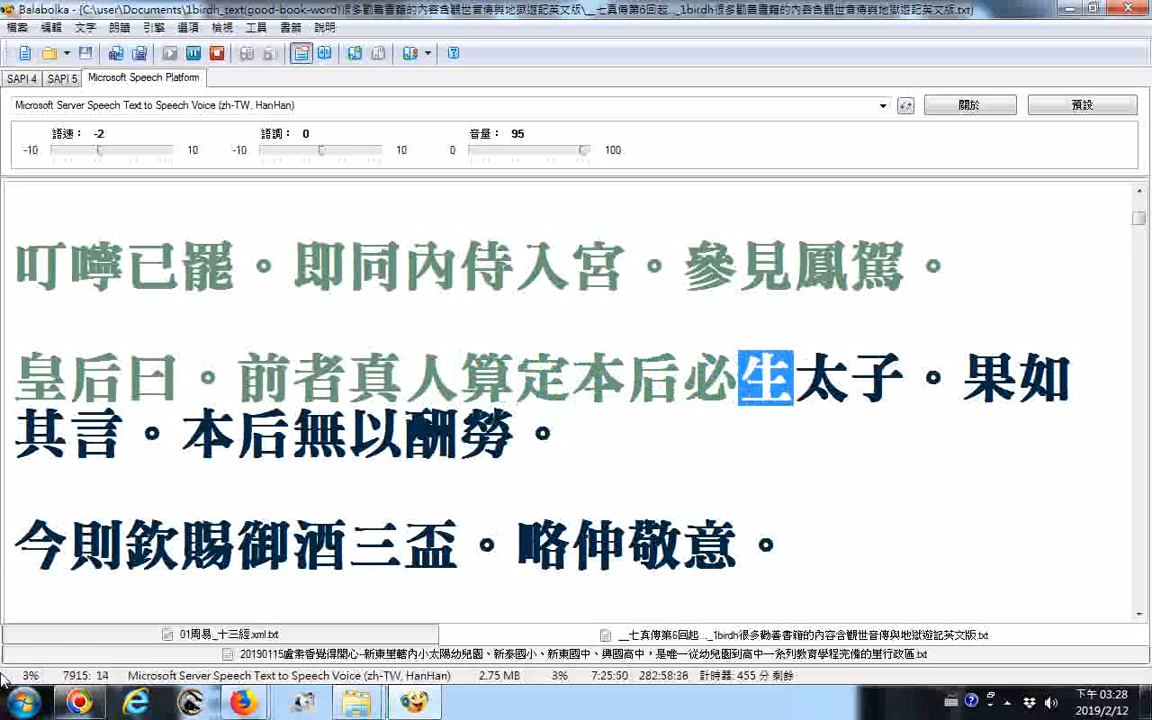 Balabolka - [C:\user\Documents\1birdh_text(good-book-word)很多勸善書籍的內容含觀世音傳與地獄遊記英文版\__七真傳第6回起..._1birdh很多勸善書籍的內容含觀世音傳與地獄遊記英文版.txt]
檔案 編輯 文字 朗讀 引擎 選項 檢視 工具 書籤 說明
SAPI 4 SAPI 5 Microsoft Speech Platform
Microsoft Server Speech Text to Speech Voice (zh-TW, HanHan) 關於 預設
語速： -2 語調： 0 音量： 95
-10 10 -10 10 0 100
叮嚀已罷。即同內侍入宮。參見鳳駕。
皇后曰。前者真人算定本后必生太子。果如
其言。本后無以酬勞。
今則欽賜御酒三盃。略伸敬意。
01周易_十三經.xml.txt __七真傳第6回起..._1birdh很多勸善書籍的內容含觀世音傳與地獄遊記英文版.txt
20190115盧素香覺得開心-新東里轄內小太陽幼兒園、新泰國小、新東國中、興國高中，是唯一從幼兒園到高中一系列教育學程完備的里行政區.txt
3% 7915: 14 Microsoft Server Speech Text to Speech Voice (zh-TW, HanHan) 2.75 MB 3% 7:25:50 282:58:36 計時器: 455 分 剩餘
下午 03:28
2019/2/12